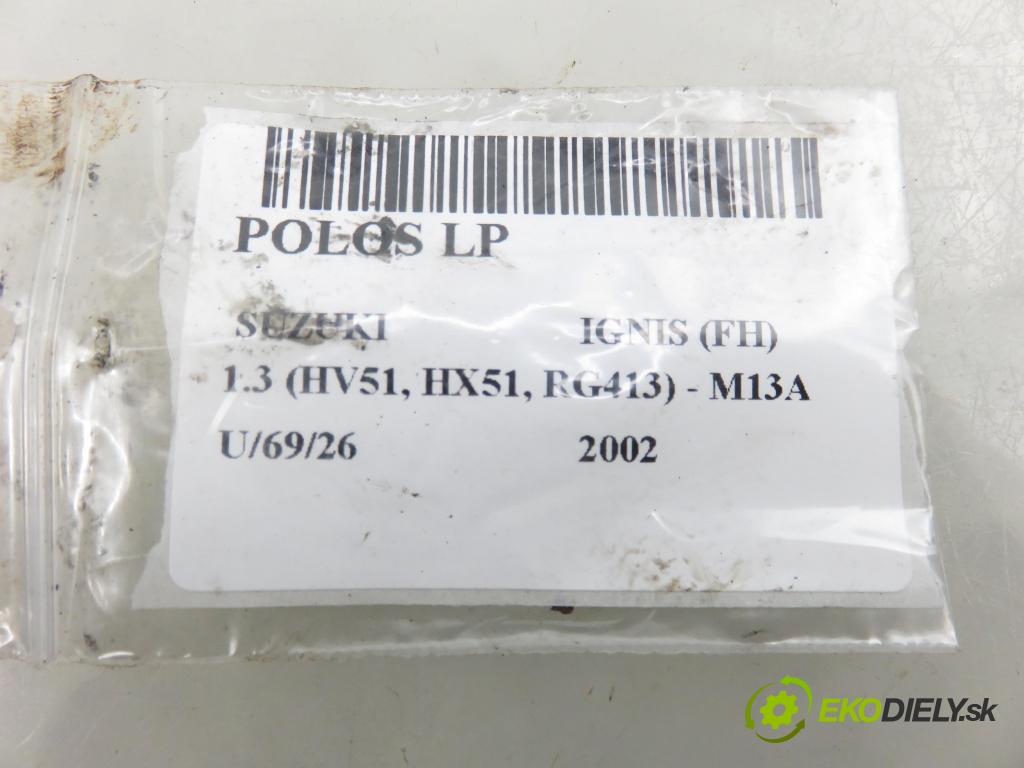 POLOS LP
SUZUKI IGNIS (FH)
1.3 (HV51, HX51, RG413) - M13A
U/69/26 2002
EKODIELY.sk